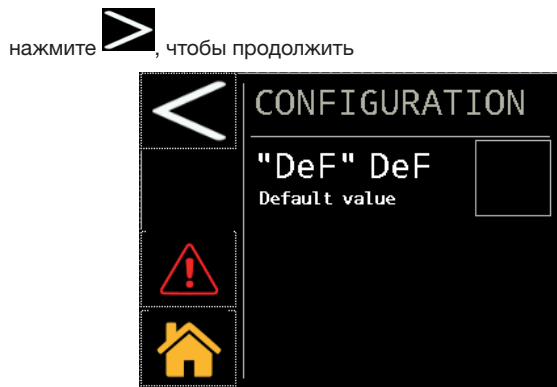 нажмите , чтобы продолжить
CONFIGURATION
"DeF" DeF
Default value